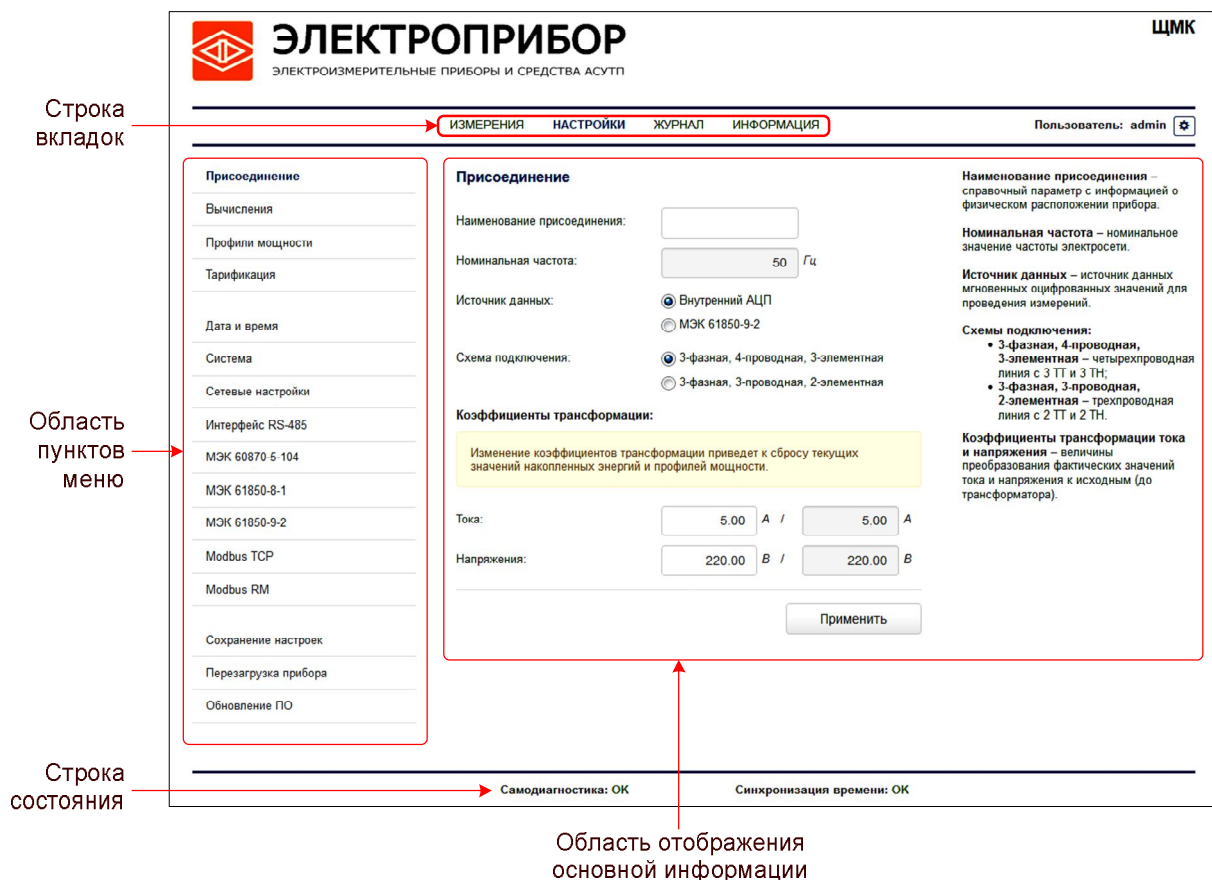 ЭЛЕКТРОПРИБОР
ЭЛЕКТРОИЗМЕРИТЕЛЬНЫЕ ПРИБОРЫ И СРЕДСТВА АСУТП
ЩМК
Строка
вкладок
ИЗМЕРЕНИЯ НАСТРОЙКИ ЖУРНАЛ ИНФОРМАЦИЯ
Пользователь: admin
Область
пунктов
меню
Присоединение
Вычисления
Профили мощности
Тарификация
Дата и время
Система
Сетевые настройки
Интерфейс RS-485
МЭК 60870-5-104
МЭК 61850-8-1
МЭК 61850-9-2
Modbus TCP
Modbus RM
Сохранение настроек
Перезагрузка прибора
Обновление ПО
Присоединение
Наименование присоединения:
Номинальная частота: 50 Гц
Источник данных: Внутренний АЦП
МЭК 61850-9-2
Схема подключения: 3-фазная, 4-проводная, 3-элементная
3-фазная, 3-проводная, 2-элементная
Коэффициенты трансформации:
Изменение коэффициентов трансформации приведет к сбросу текущих
значений накопленных энергий и профилей мощности.
Тока: 5.00 А / 5.00 А
Напряжения: 220.00 В / 220.00 В
Применить
Наименование присоединения –
справочный параметр с информацией о
физическом расположении прибора.
Номинальная частота – номинальное
значение частоты электросети.
Источник данных – источник данных
мгновенных оцифрованных значений для
проведения измерений.
Схемы подключения:
• 3-фазная, 4-проводная,
3-элементная – четырехпроводная
линия с 3 ТТ и 3 ТН;
• 3-фазная, 3-проводная,
2-элементная – трехпроводная
линия с 2 ТТ и 2 ТН.
Коэффициенты трансформации тока
и напряжения – величины
преобразования фактических значений
тока и напряжения к исходным (до
трансформатора).
Строка
состояния
Самодиагностика: OK Синхронизация времени: OK
Область отображения
основной информации